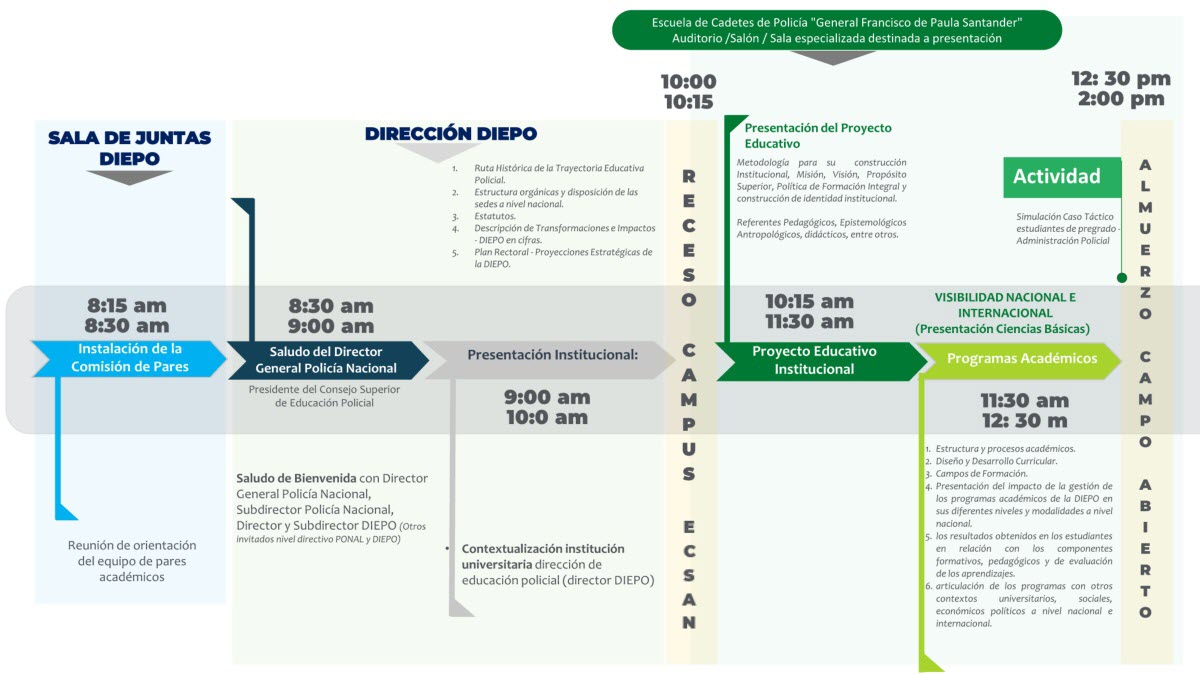 Escuela de Cadetes de Policía "General Francisco de Paula Santander"
Auditorio /Salón / Sala especializada destinada a presentación
SALA DE JUNTAS
DIEPO
8:15 am
8:30 am
Instalación de la
Comisión de Pares
Reunión de orientación
del equipo de pares
académicos
DIRECCIÓN DIEPO
1. Ruta Histórica de la Trayectoria Educativa
Policial.
2. Estructura orgánicas y disposición de las
sedes a nivel nacional.
3. Estatutos.
4. Descripción de Transformaciones e Impactos
- DIEPO en cifras.
5. Plan Rectoral - Proyecciones Estratégicas de
la DIEPO.
8:30 am
9:00 am
Saludo del Director
General Policía Nacional
Presidente del Consejo Superior
de Educación Policial
Saludo de Bienvenida con Director
General Policía Nacional,
Subdirector Policía Nacional,
Director y Subdirector DIEPO (Otros
invitados nivel directivo PONAL y DIEPO)
Presentación Institucional:
9:00 am
10:0 am
• Contextualización institución
universitaria dirección de
educación policial (director DIEPO)
10:00
10:15
RECESO CAMPUS ECSAN
Presentación del Proyecto
Educativo
Metodología para su construcción
Institucional, Misión, Visión, Propósito
Superior, Política de Formación Integral y
construcción de identidad institucional.
Referentes Pedagógicos, Epistemológicos
Antropológicos, didácticos, entre otros.
10:15 am
11:30 am
Proyecto Educativo
Institucional
Actividad
Simulación Caso Táctico
estudiantes de pregrado -
Administración Policial
VISIBILIDAD NACIONAL E
INTERNACIONAL
(Presentación Ciencias Básicas)
Programas Académicos
11:30 am
12: 30 m
1. Estructura y procesos académicos.
2. Diseño y Desarrollo Curricular.
3. Campos de Formación.
4. Presentación del impacto de la gestión de
los programas académicos de la DIEPO en
sus diferentes niveles y modalidades a nivel
nacional.
5. los resultados obtenidos en los estudiantes
en relación con los componentes
formativos, pedagógicos y de evaluación
de los aprendizajes.
6. articulación de los programas con otros
contextos universitarios, sociales,
económicos políticos a nivel nacional e
internacional.
12: 30 pm
2:00 pm
ALMUERZO CAMPO ABIERTO